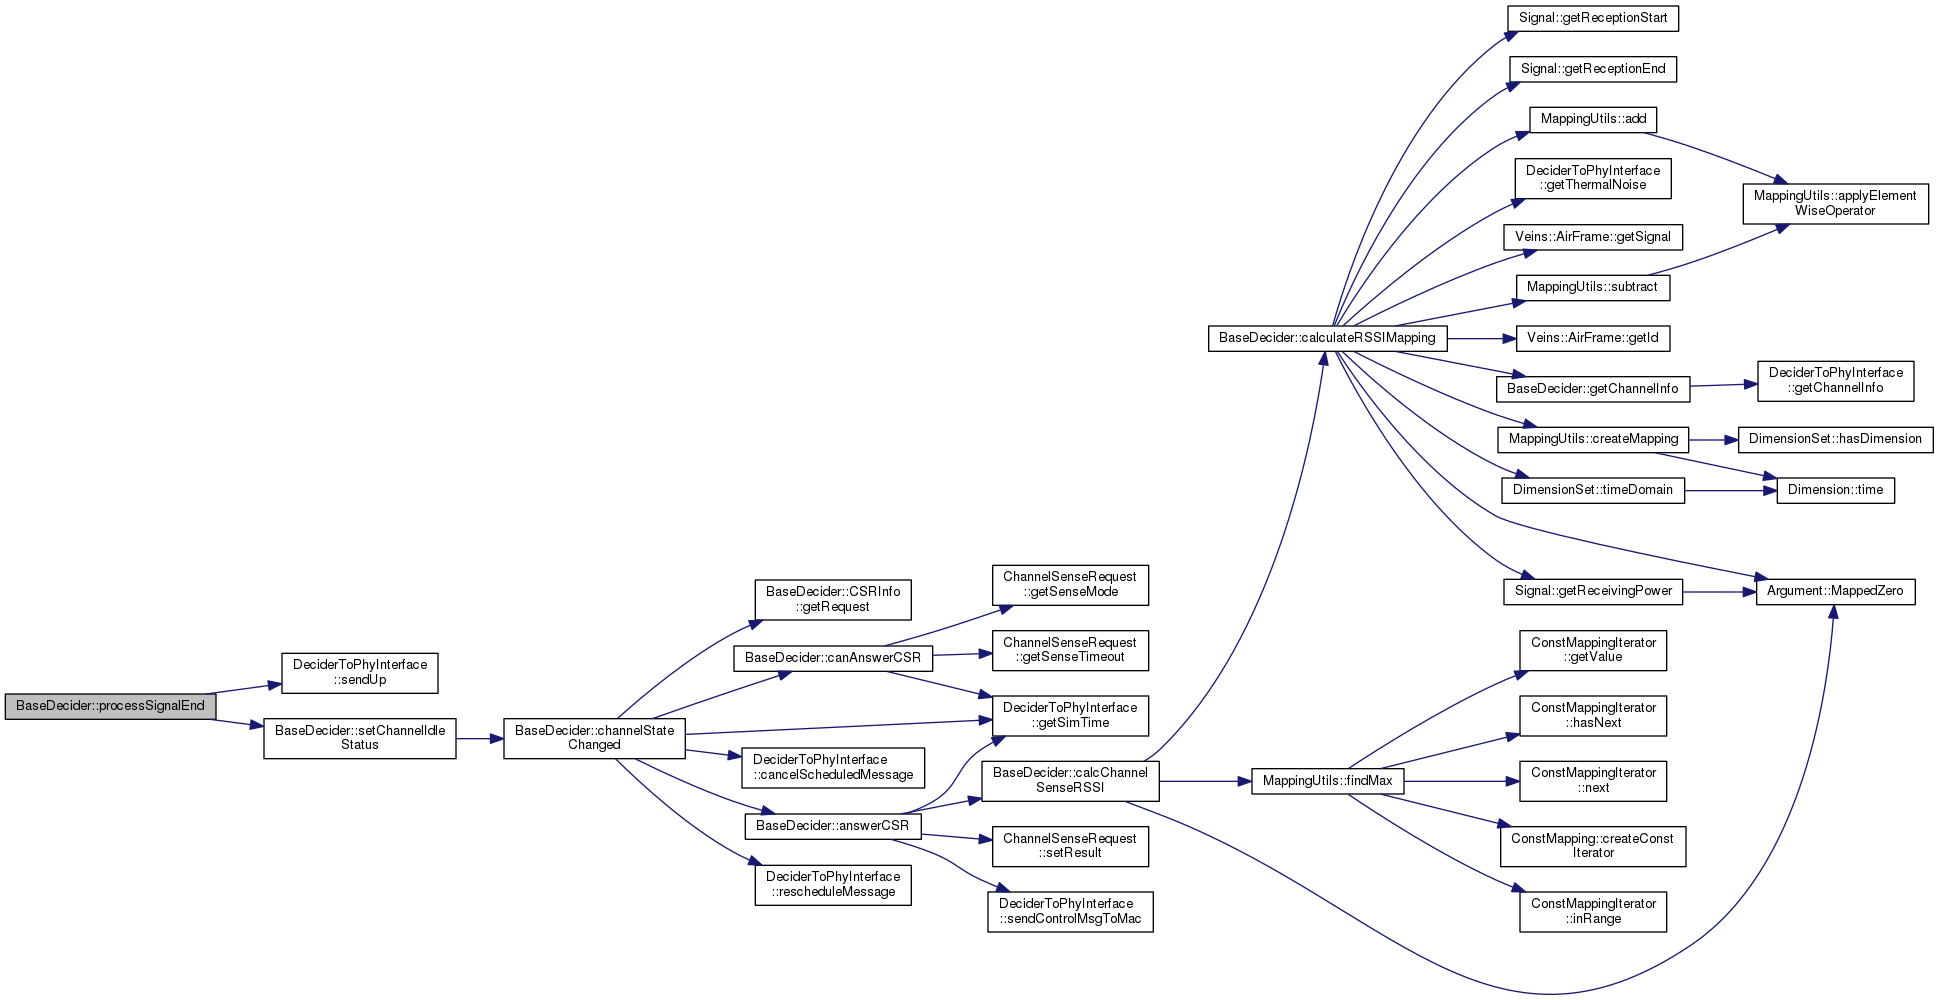 BaseDecider::processSignalEnd
DeciderToPhyInterface
::sendUp
BaseDecider::setChannelIdle
Status
BaseDecider::channelState
Changed
BaseDecider::CSRInfo
::getRequest
BaseDecider::canAnswerCSR
DeciderToPhyInterface
::cancelScheduledMessage
BaseDecider::answerCSR
DeciderToPhyInterface
::rescheduleMessage
ChannelSenseRequest
::getSenseMode
ChannelSenseRequest
::getSenseTimeout
DeciderToPhyInterface
::getSimTime
BaseDecider::calcChannel
SenseRSSI
ChannelSenseRequest
::setResult
DeciderToPhyInterface
::sendControlMsgToMac
BaseDecider::calculateRSSIMapping
MappingUtils::findMax
Signal::getReceptionStart
Signal::getReceptionEnd
MappingUtils::add
DeciderToPhyInterface
::getThermalNoise
Veins::AirFrame::getSignal
MappingUtils::subtract
Veins::AirFrame::getId
BaseDecider::getChannelInfo
MappingUtils::createMapping
DimensionSet::timeDomain
Signal::getReceivingPower
ConstMappingIterator
::getValue
ConstMappingIterator
::hasNext
ConstMappingIterator
::next
ConstMapping::createConst
Iterator
ConstMappingIterator
::inRange
MappingUtils::applyElement
WiseOperator
DeciderToPhyInterface
::getChannelInfo
DimensionSet::hasDimension
Dimension::time
Argument::MappedZero